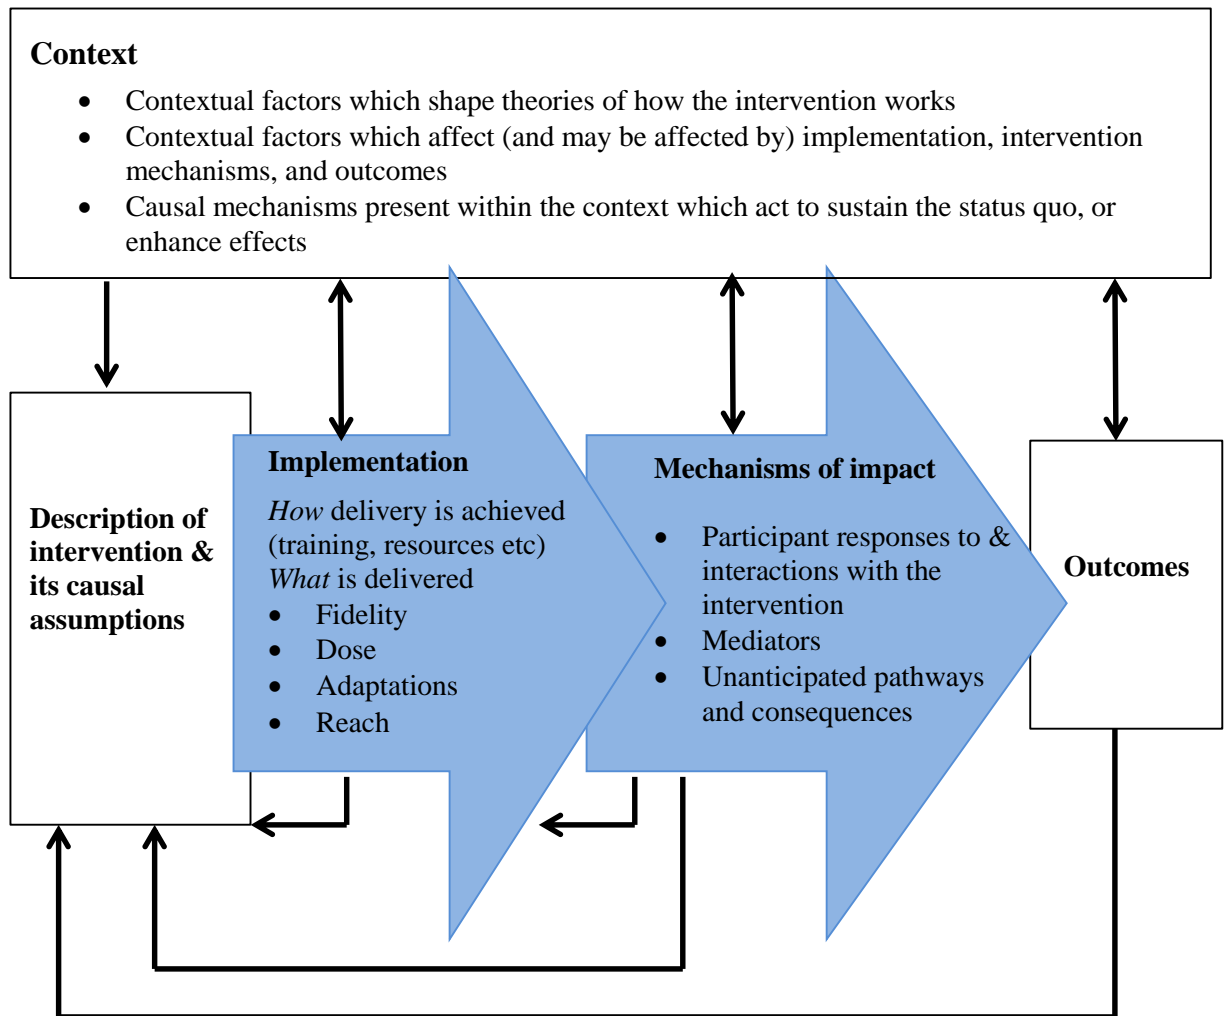 Context
• Contextual factors which shape theories of how the intervention works
• Contextual factors which affect (and may be affected by) implementation, intervention
mechanisms, and outcomes
• Causal mechanisms present within the context which act to sustain the status quo, or
enhance effects
Description of
intervention &
its causal
assumptions
Implementation
How delivery is achieved
(training, resources etc)
What is delivered
• Fidelity
• Dose
• Adaptations
• Reach
Mechanisms of impact
• Participant responses to &
interactions with the
intervention
• Mediators
• Unanticipated pathways
and consequences
Outcomes